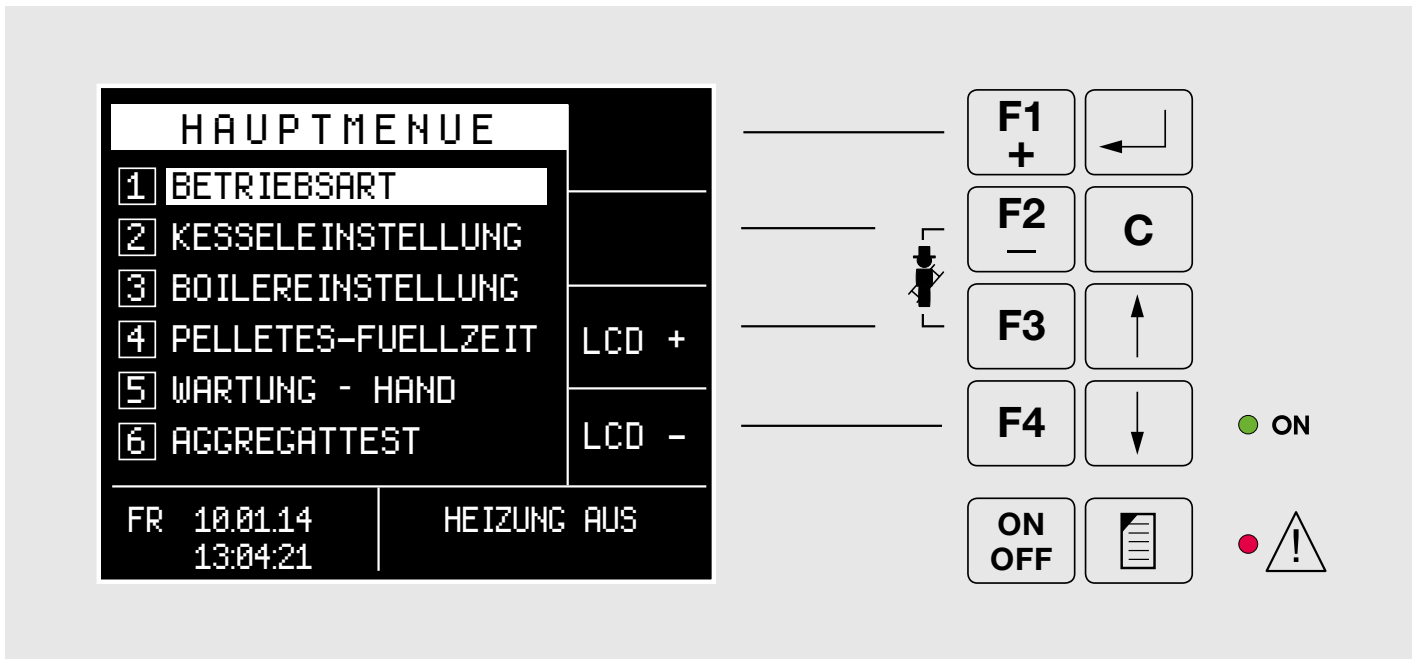 HAUPTMENUE
1 BETRIEBSART
2 KESSELEINSTELLUNG
3 BOILEREINSTELLUNG
4 PELLETES-FUELLZEIT
5 WARTUNG - HAND
6 AGGREGATTEST
LCD +
LCD -
FR 10.01.14
13:04:21
HEIZUNG AUS
F1
+
F2
—
C
F3
F4
ON
ON
OFF
!